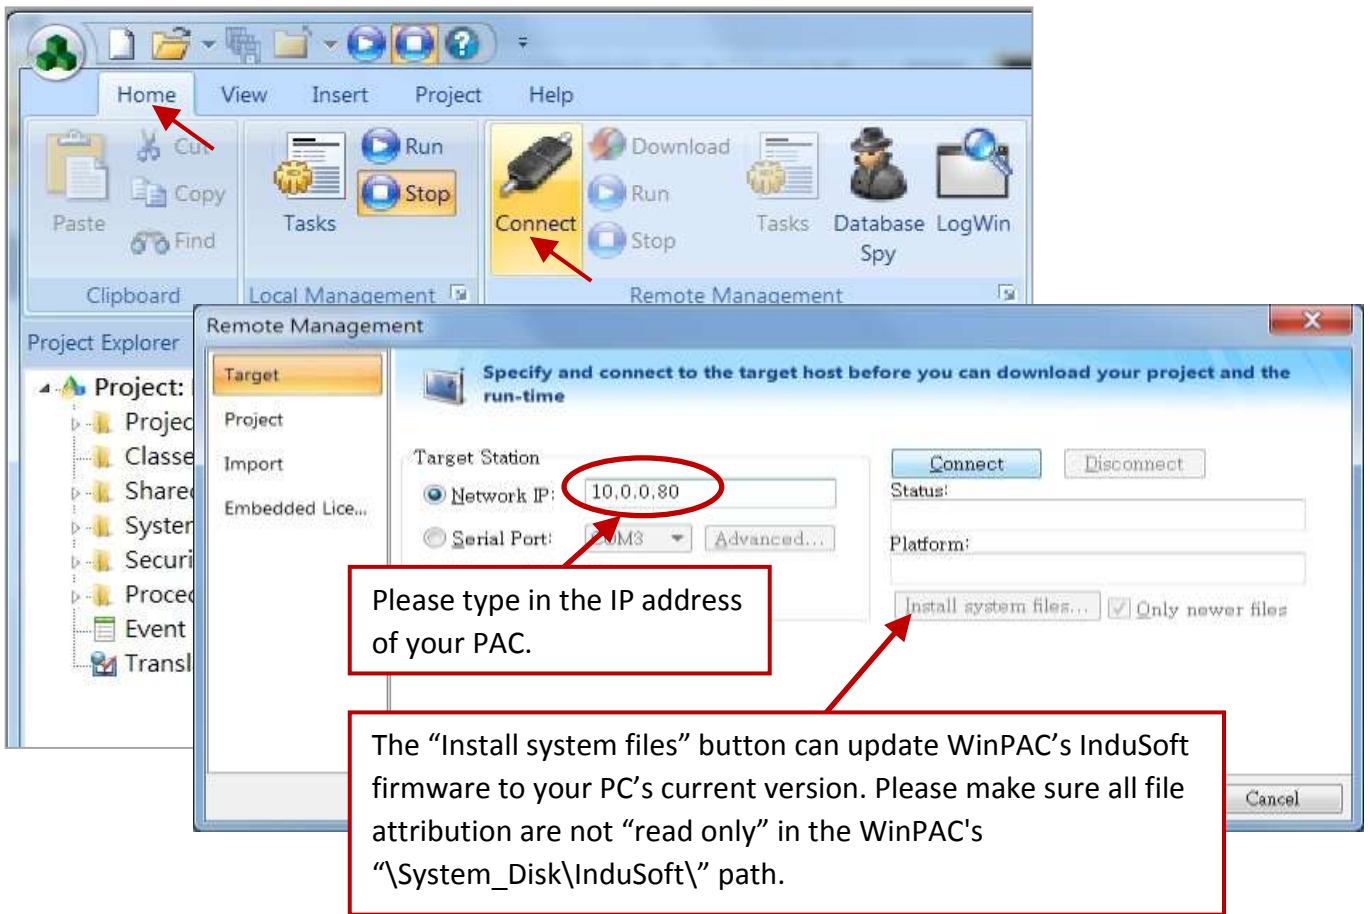 Home View Insert Project Help
Paste
Cut
Copy
Find
Tasks
Run
Stop
Connect
Download
Run
Stop
Tasks
Database
Spy
LogWin
Clipboard Local Management Remote Management
Project Explorer
Project:
Projec
Classe
Shared
System
Securi
Proced
Event
Transl
Remote Management
Target
Project
Import
Embedded Lice...
Specify and connect to the target host before you can download your project and the
run-time
Target Station
Network IP: 10.0.0.80
Serial Port: COM3 Advanced...
Connect Disconnect
Status:
Platform:
Install system files... Only newer files
Please type in the IP address
of your PAC.
The “Install system files” button can update WinPAC’s InduSoft
firmware to your PC’s current version. Please make sure all file
attribution are not “read only” in the WinPAC's
“\System_Disk\InduSoft\” path.
Cancel